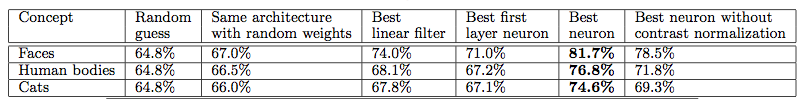 Concept Random Same architecture Best Best first Best Best neuron without
guess with random weights linear filter layer neuron neuron contrast normalization
Faces 64.8% 67.0% 74.0% 71.0% 81.7% 78.5%
Human bodies 64.8% 66.5% 68.1% 67.2% 76.8% 71.8%
Cats 64.8% 66.0% 67.8% 67.1% 74.6% 69.3%